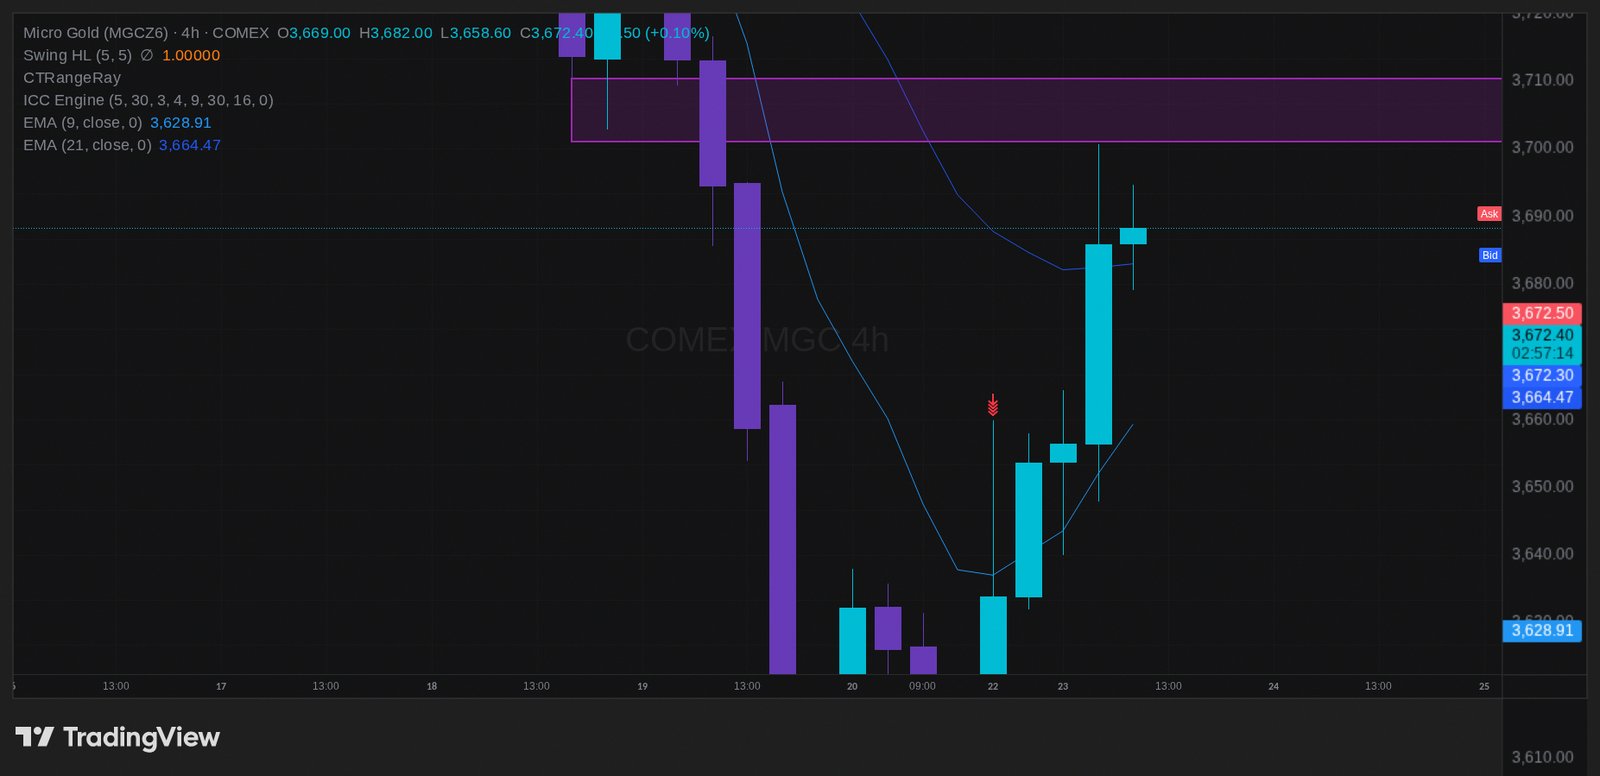 Micro Gold (MGCZ6) · 4h · COMEX O3,669.00 H3,682.00 L3,658.60 C3,672.40 .50 (+0.10%)
Swing HL (5, 5) ∅ 1.00000
CTRangeRay
ICC Engine (5, 30, 3, 4, 9, 30, 16, 0)
EMA (9, close, 0) 3,628.91
EMA (21, close, 0) 3,664.47
3,720.00
3,710.00
3,700.00
3,690.00
Ask
Bid
3,680.00
3,672.50
3,672.40
02:57:14
3,672.30
3,664.47
3,660.00
3,650.00
3,640.00
3,628.91
3,610.00
COMEX MGC 4h
13:00 17 13:00 18 13:00 19 13:00 20 09:00 22 23 13:00 24 13:00 25
TradingView